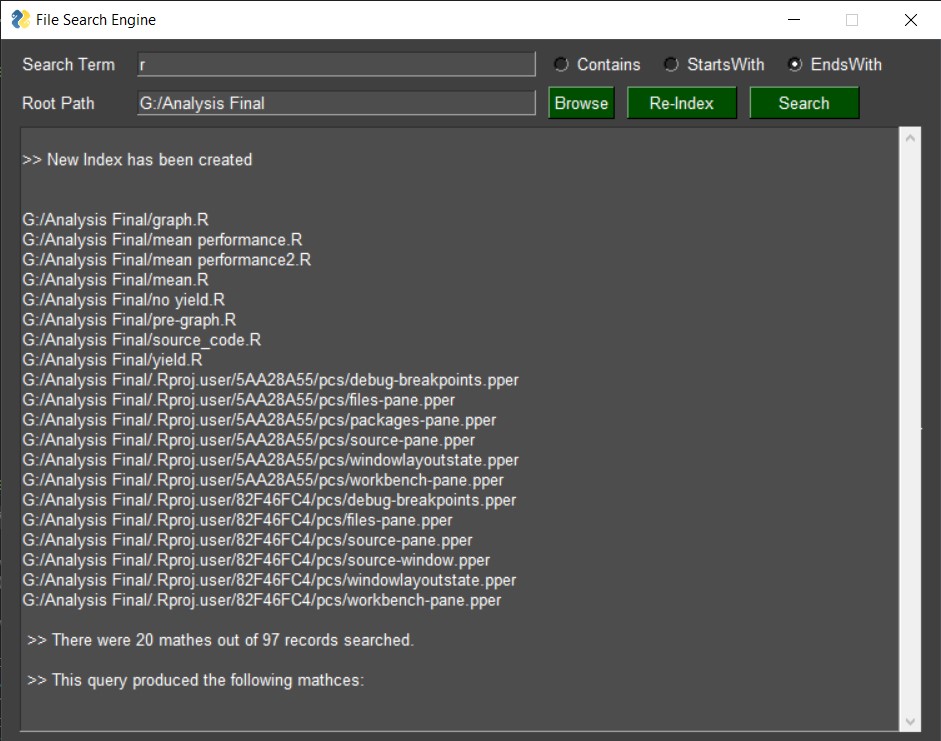 File Search Engine
Search Term r Contains StartsWith EndsWith
Root Path G:/Analysis Final Browse Re-Index Search
>> New Index has been created
G:/Analysis Final/graph.R
G:/Analysis Final/mean performance.R
G:/Analysis Final/mean performance2.R
G:/Analysis Final/mean.R
G:/Analysis Final/no yield.R
G:/Analysis Final/pre-graph.R
G:/Analysis Final/source_code.R
G:/Analysis Final/yield.R
G:/Analysis Final/.Rproj.user/5AA28A55/pcs/debug-breakpoints.pper
G:/Analysis Final/.Rproj.user/5AA28A55/pcs/files-pane.pper
G:/Analysis Final/.Rproj.user/5AA28A55/pcs/packages-pane.pper
G:/Analysis Final/.Rproj.user/5AA28A55/pcs/source-pane.pper
G:/Analysis Final/.Rproj.user/5AA28A55/pcs/windowlayoutstate.pper
G:/Analysis Final/.Rproj.user/5AA28A55/pcs/workbench-pane.pper
G:/Analysis Final/.Rproj.user/82F46FC4/pcs/debug-breakpoints.pper
G:/Analysis Final/.Rproj.user/82F46FC4/pcs/files-pane.pper
G:/Analysis Final/.Rproj.user/82F46FC4/pcs/source-pane.pper
G:/Analysis Final/.Rproj.user/82F46FC4/pcs/source-window.pper
G:/Analysis Final/.Rproj.user/82F46FC4/pcs/windowlayoutstate.pper
G:/Analysis Final/.Rproj.user/82F46FC4/pcs/workbench-pane.pper
>> There were 20 mathes out of 97 records searched.
>> This query produced the following mathces: